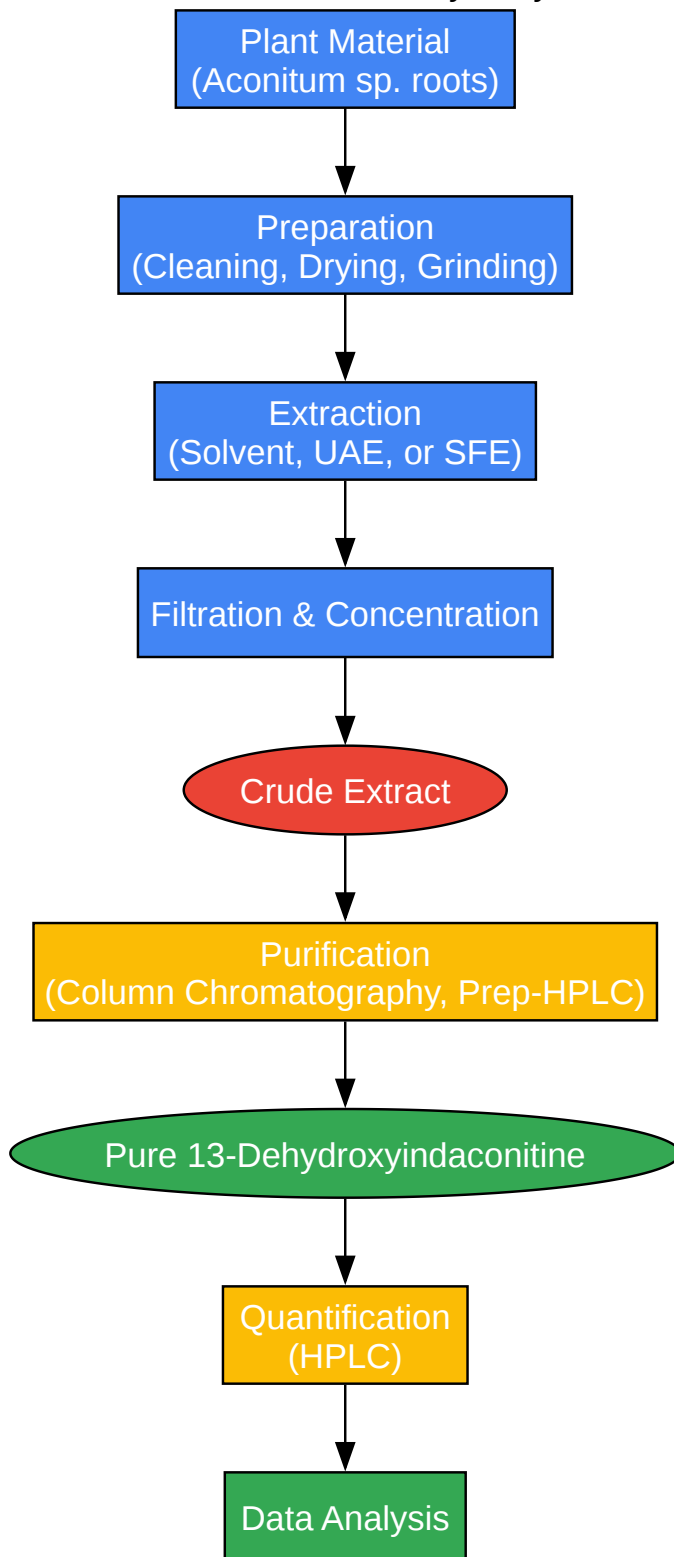 Plant Material
(Aconitum sp. roots)
Preparation
(Cleaning, Drying, Grinding)
Extraction
(Solvent, UAE, or SFE)
Filtration & Concentration
Crude Extract
Purification
(Column Chromatography, Prep-HPLC)
Pure 13-Dehydroxyindaconitine
Quantification
(HPLC)
Data Analysis